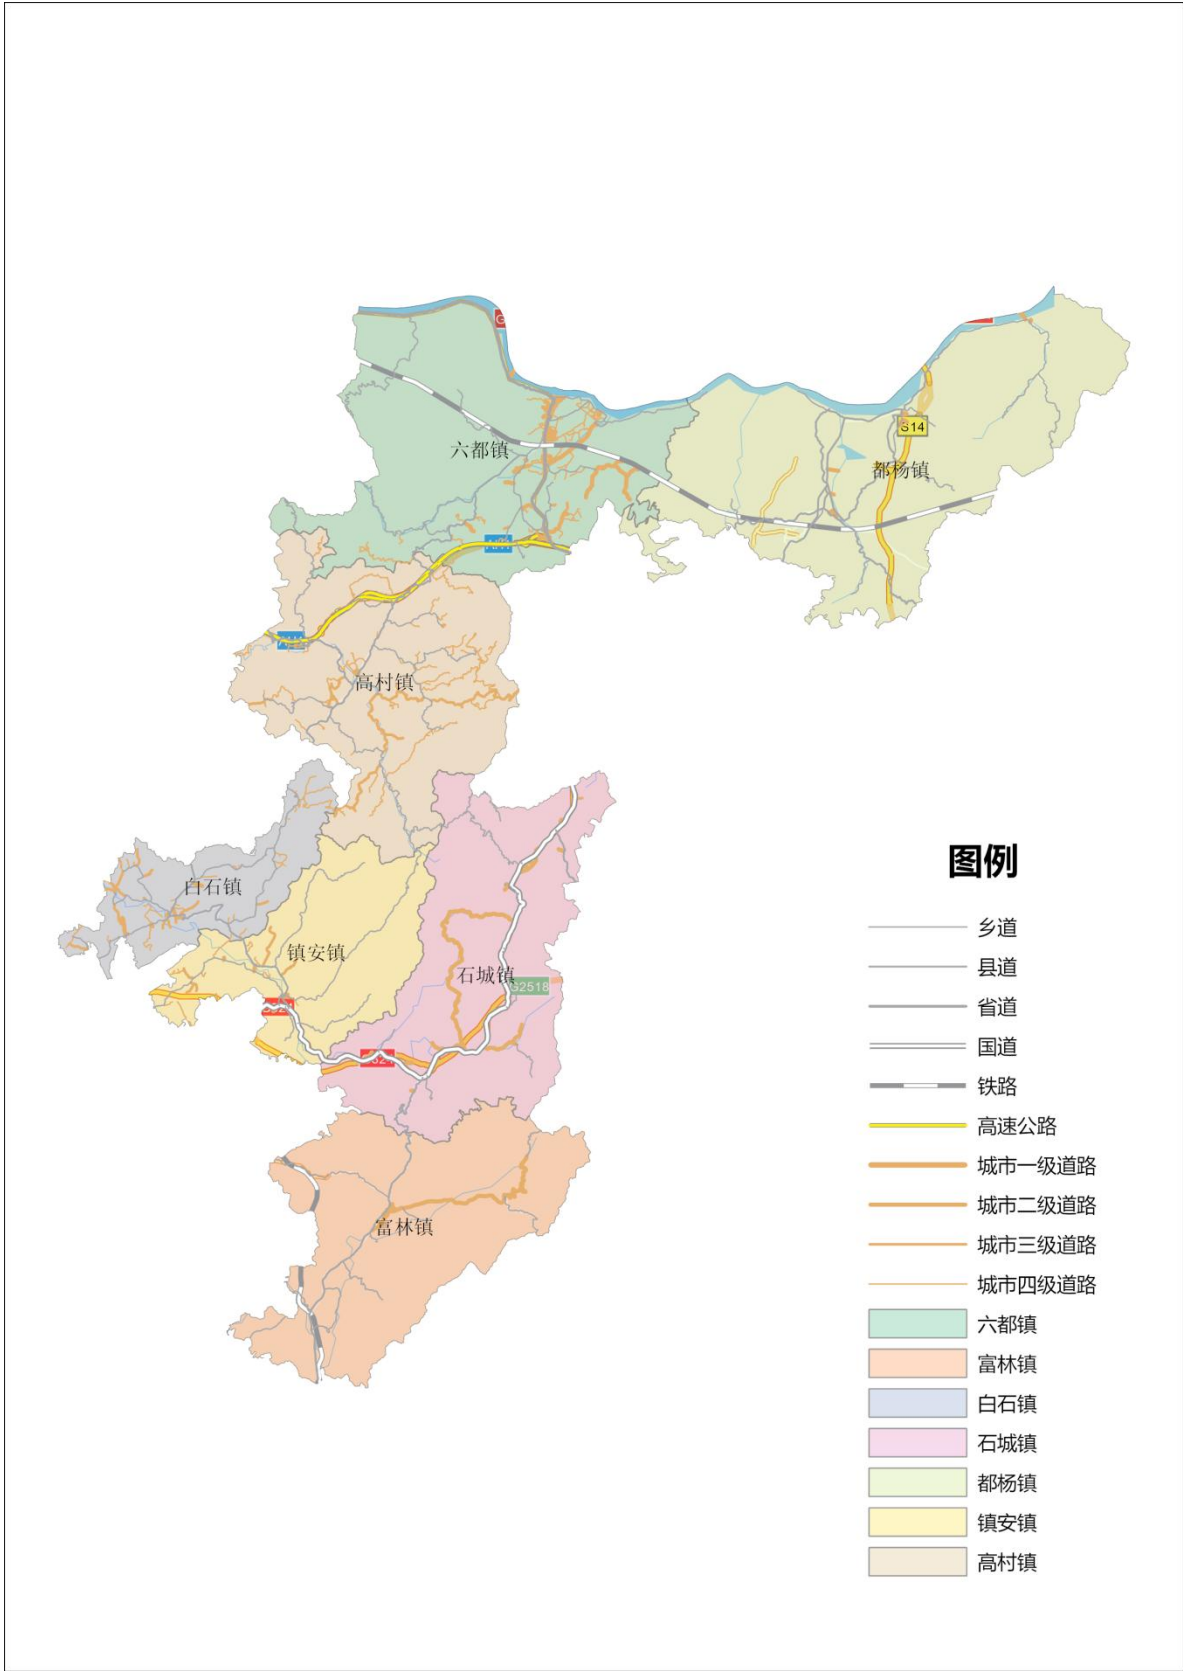 S14
六都镇
都杨镇
高村镇
白石镇
镇安镇
石城镇
G2518
富林镇
图例
乡道
县道
省道
国道
铁路
高速公路
城市一级道路
城市二级道路
城市三级道路
城市四级道路
六都镇
富林镇
白石镇
石城镇
都杨镇
镇安镇
高村镇